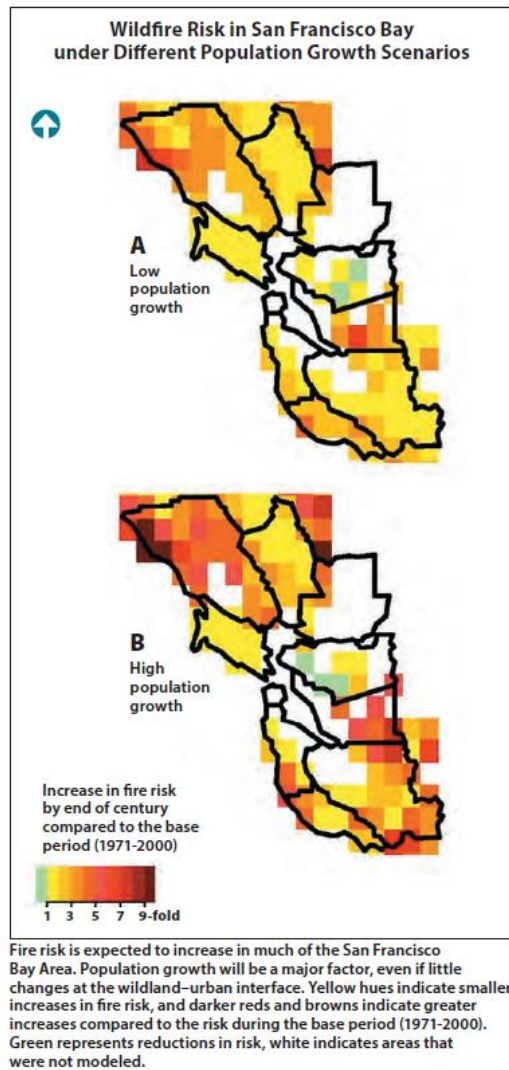 Wildfire Risk in San Francisco Bay
under Different Population Growth Scenarios
A
Low
population
growth
B
High
population
growth
Increase in fire risk
by end of century
compared to the base
period (1971-2000)
1 3 5 7 9-fold
Fire risk is expected to increase in much of the San Francisco
Bay Area. Population growth will be a major factor, even if little
changes at the wildland–urban interface. Yellow hues indicate smaller
increases in fire risk, and darker reds and browns indicate greater
increases compared to the risk during the base period (1971-2000).
Green represents reductions in risk, white indicates areas that
were not modeled.